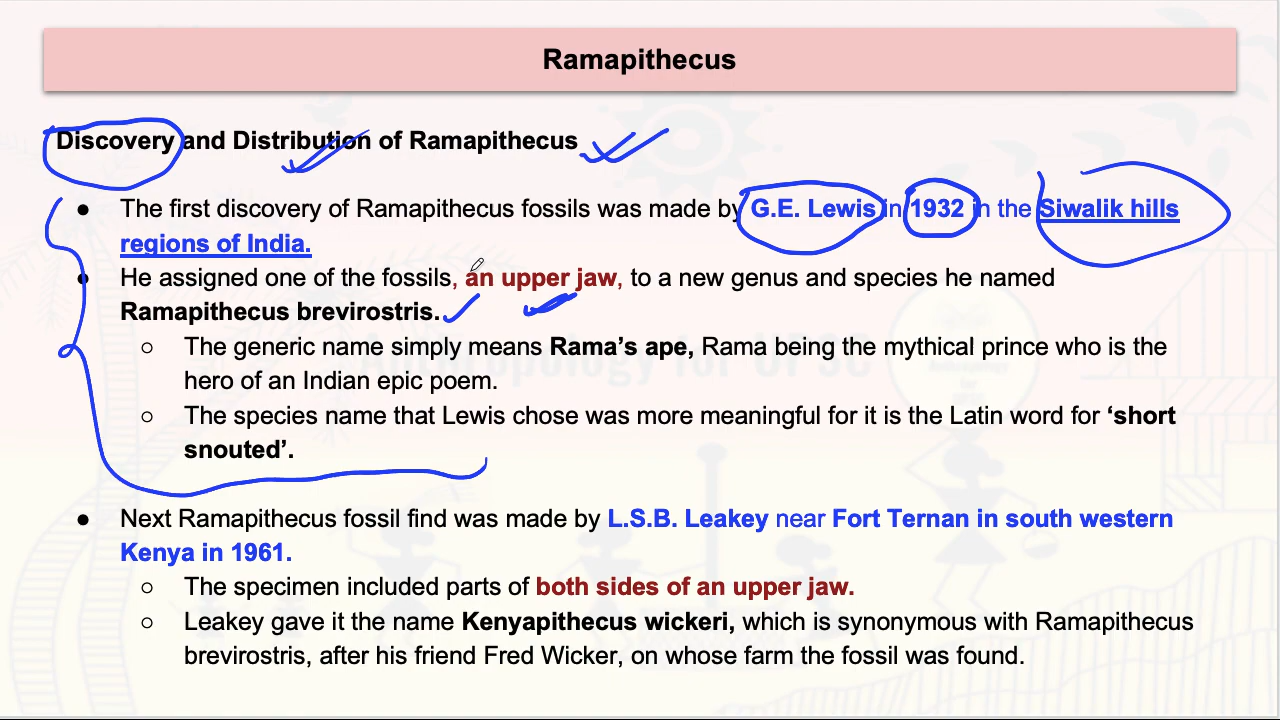 Ramapithecus
Discovery and Distribution of Ramapithecus
● The first discovery of Ramapithecus fossils was made by G.E. Lewis in 1932 in the Siwalik hills
regions of India.
● He assigned one of the fossils, an upper jaw, to a new genus and species he named
Ramapithecus brevirostris.
○ The generic name simply means Rama’s ape, Rama being the mythical prince who is the
hero of an Indian epic poem.
○ The species name that Lewis chose was more meaningful for it is the Latin word for ‘short
snouted’.
● Next Ramapithecus fossil find was made by L.S.B. Leakey near Fort Ternan in south western
Kenya in 1961.
○ The specimen included parts of both sides of an upper jaw.
○ Leakey gave it the name Kenyapithecus wickeri, which is synonymous with Ramapithecus
brevirostris, after his friend Fred Wicker, on whose farm the fossil was found.
Anthropology for UPSC